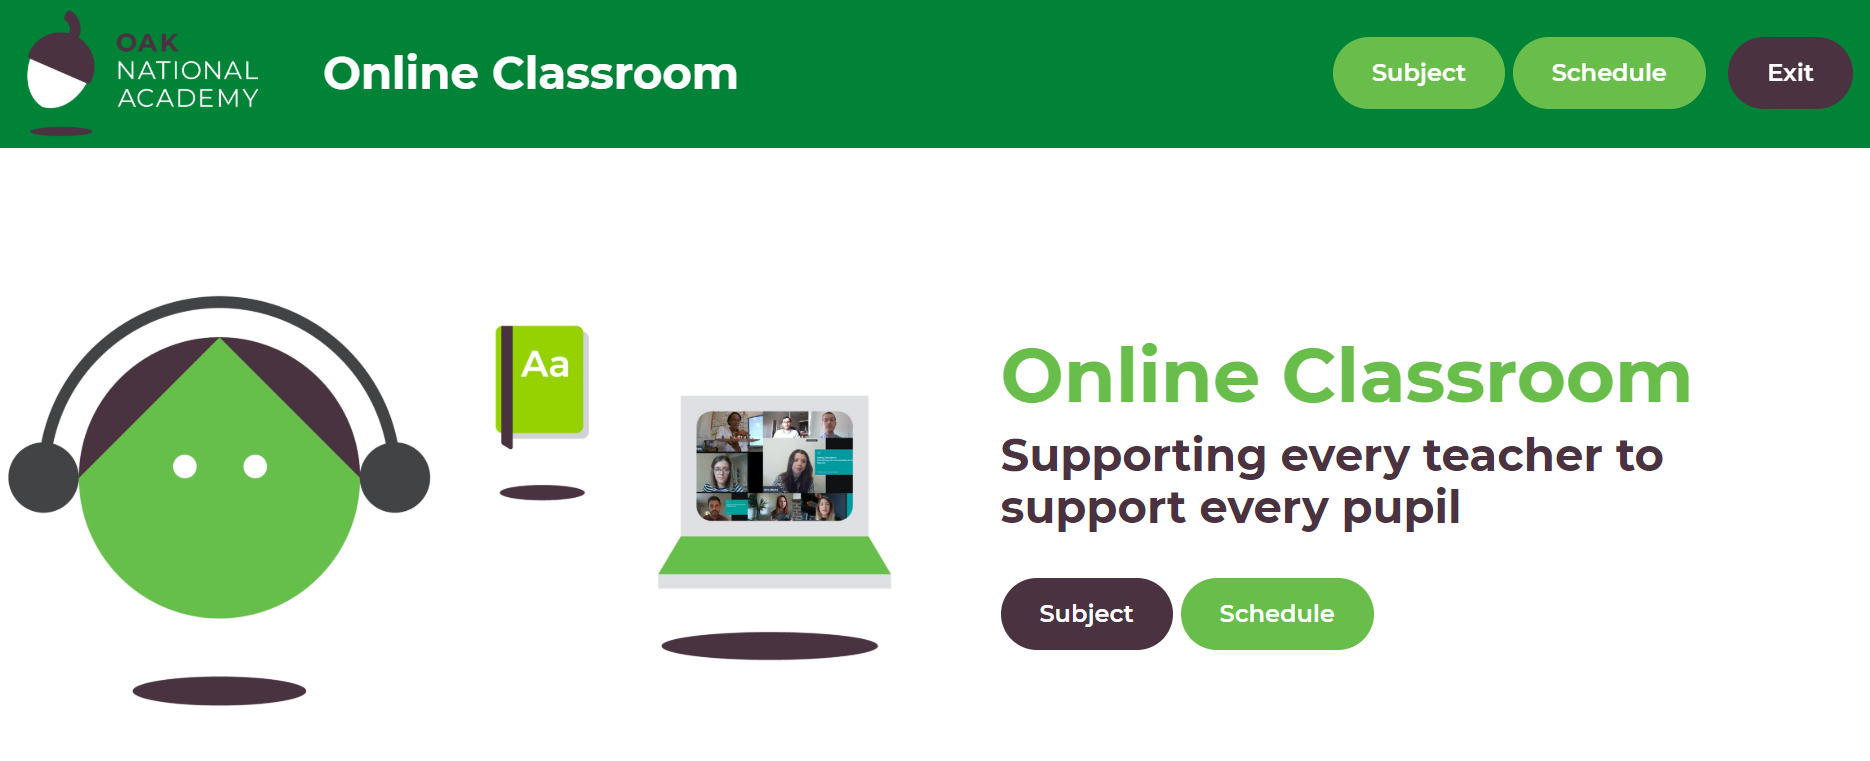 OAK
NATIONAL
ACADEMY
Online Classroom
Subject
Schedule
Exit
Aa
Online Classroom
Supporting every teacher to
support every pupil
Subject
Schedule